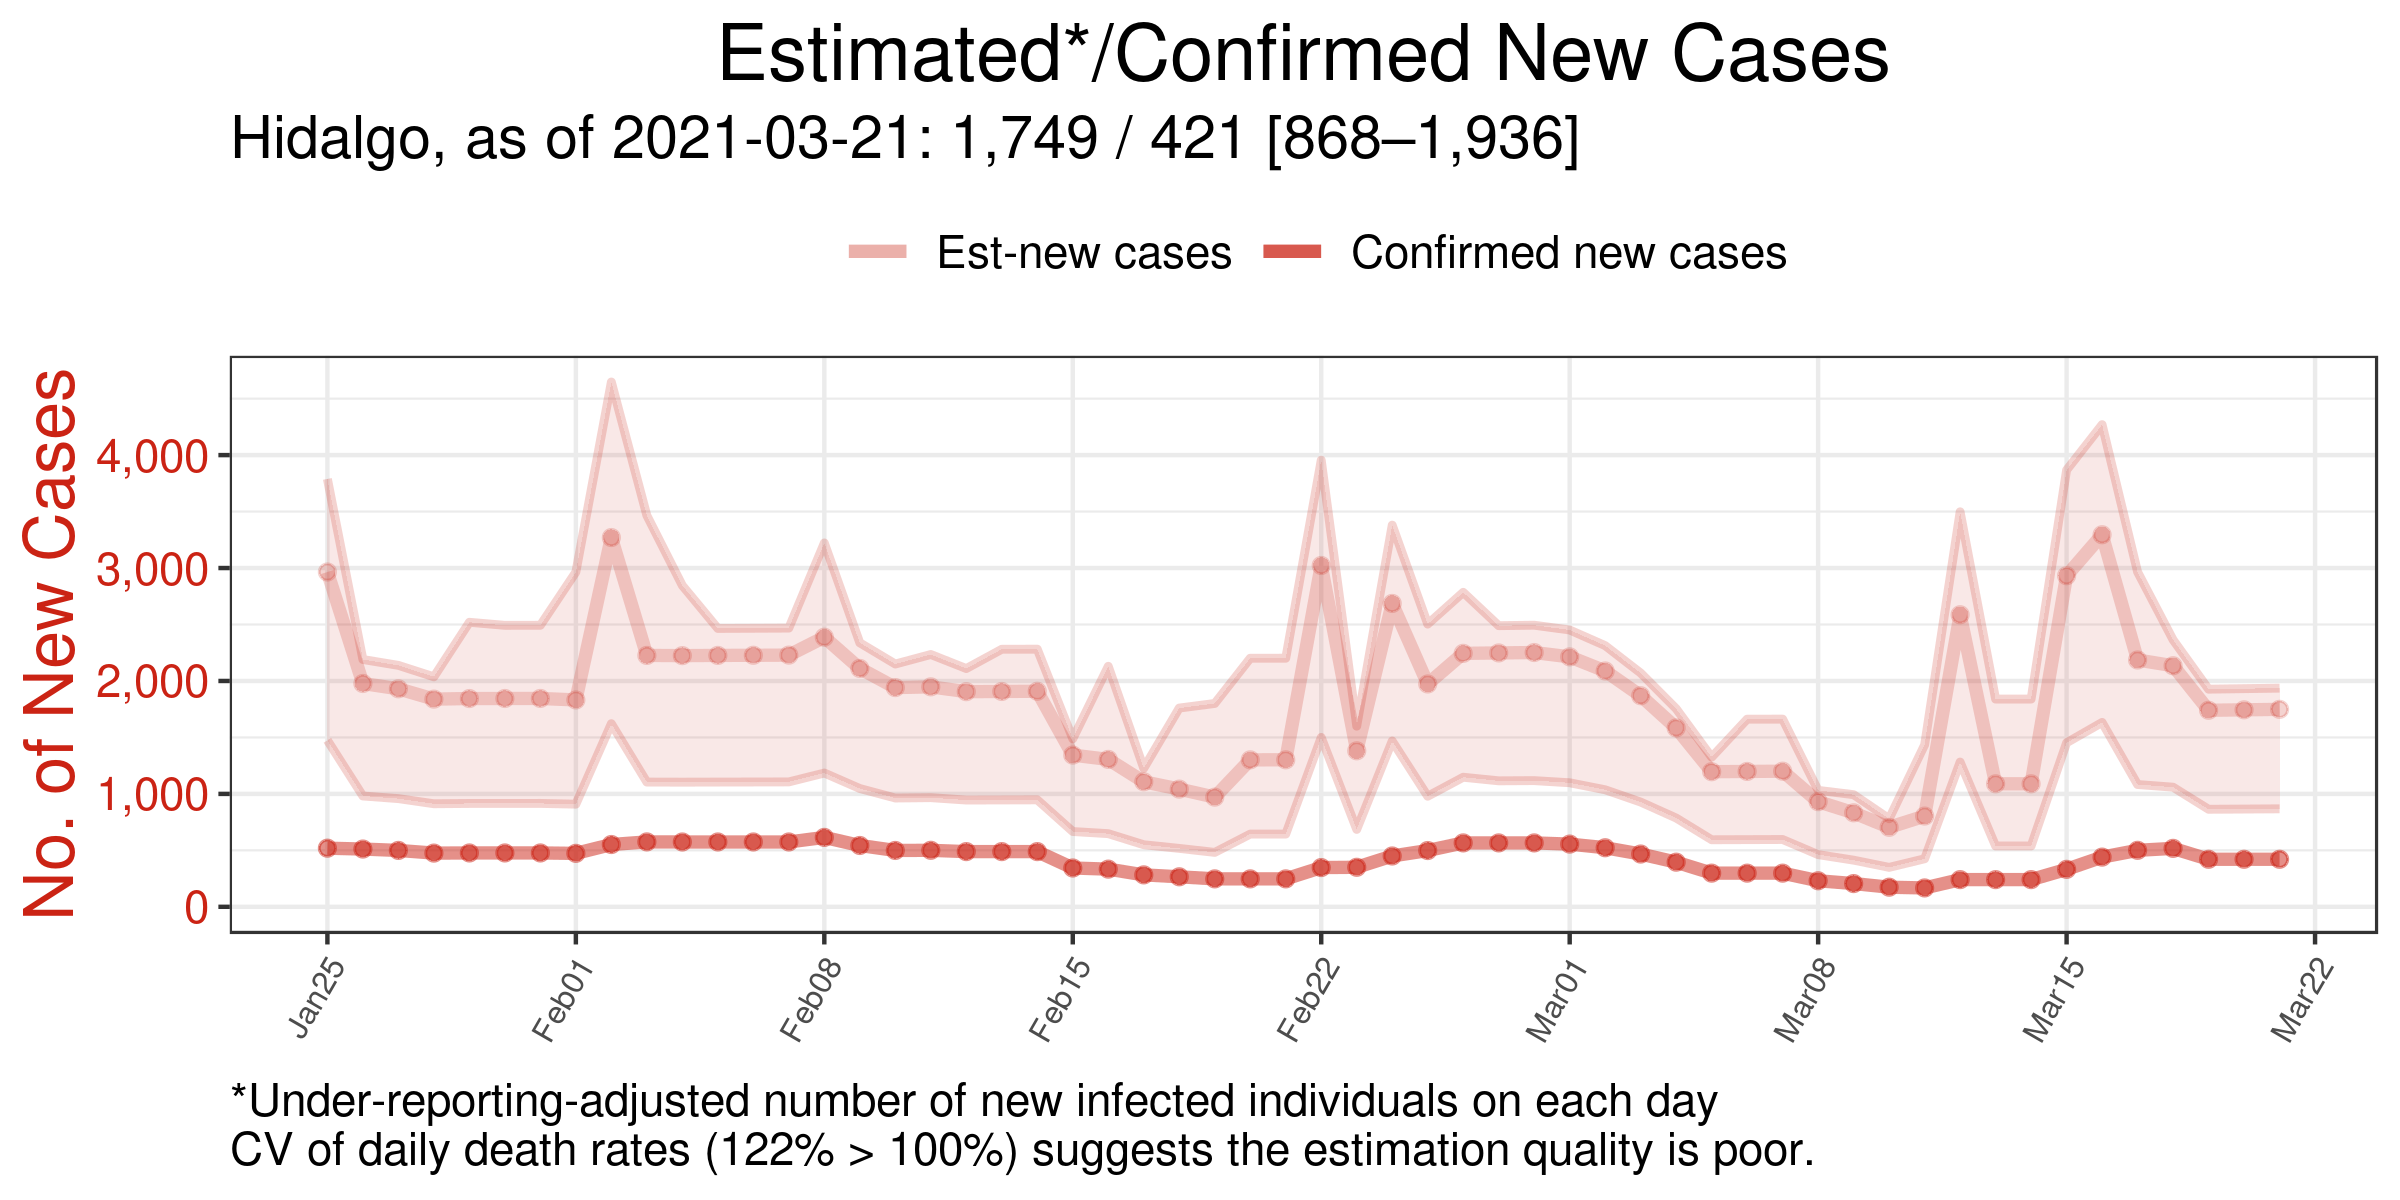 Estimated*/Confirmed New Cases
Hidalgo, as of 2021-03-21: 1,749 / 421 [868–1,936]
Est-new cases
Confirmed new cases
No. of New Cases
4,000
3,000
2,000
1,000
0
Jan25
Feb01
Feb08
Feb15
Feb22
Mar01
Mar08
Mar15
Mar22
*Under-reporting-adjusted number of new infected individuals on each day
CV of daily death rates (122% > 100%) suggests the estimation quality is poor.